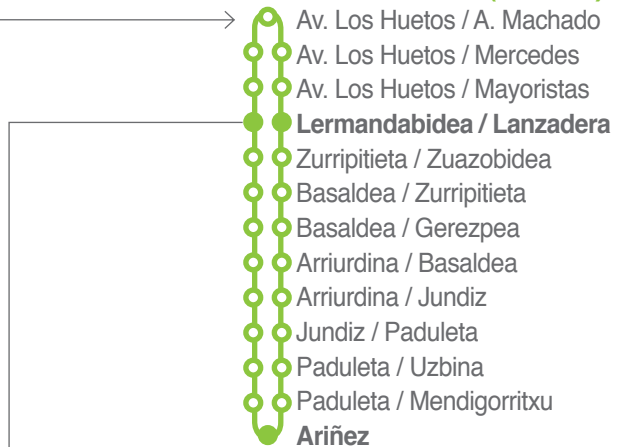 Av. Los Huetos / A. Machado
Av. Los Huetos / Mercedes
Av. Los Huetos / Mayoristas
Lermandabidea / Lanzadera
Zurripitieta / Zuazobidea
Basaldea / Zurripitieta
Basaldea / Gerezpea
Arriurdina / Basaldea
Arriurdina / Jundiz
Jundiz / Paduleta
Paduleta / Uzbina
Paduleta / Mendigorritxu
Ariñez